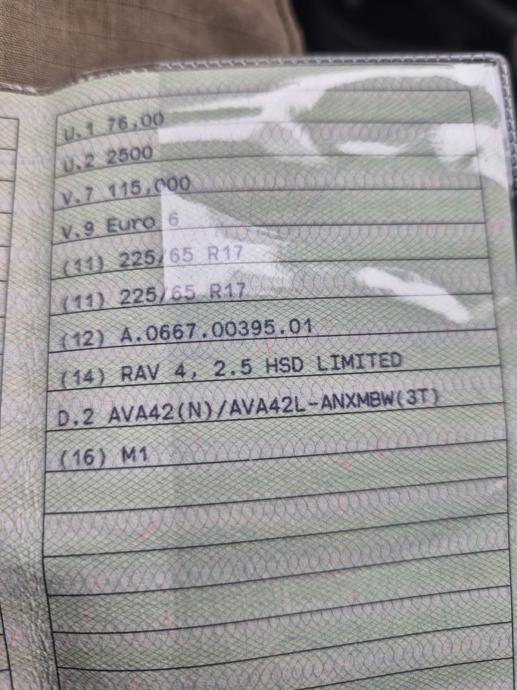 U.1 76,00
U.2 2500
V.7 115,000
V.9 Euro 6
(11) 225/65 R17
(11) 225/65 R17
(12) A.0667.00395.01
(14) RAV 4, 2.5 HSD LIMITED
D.2 AVA42(N)/AVA42L-ANXMBW(3T)
(16) M1